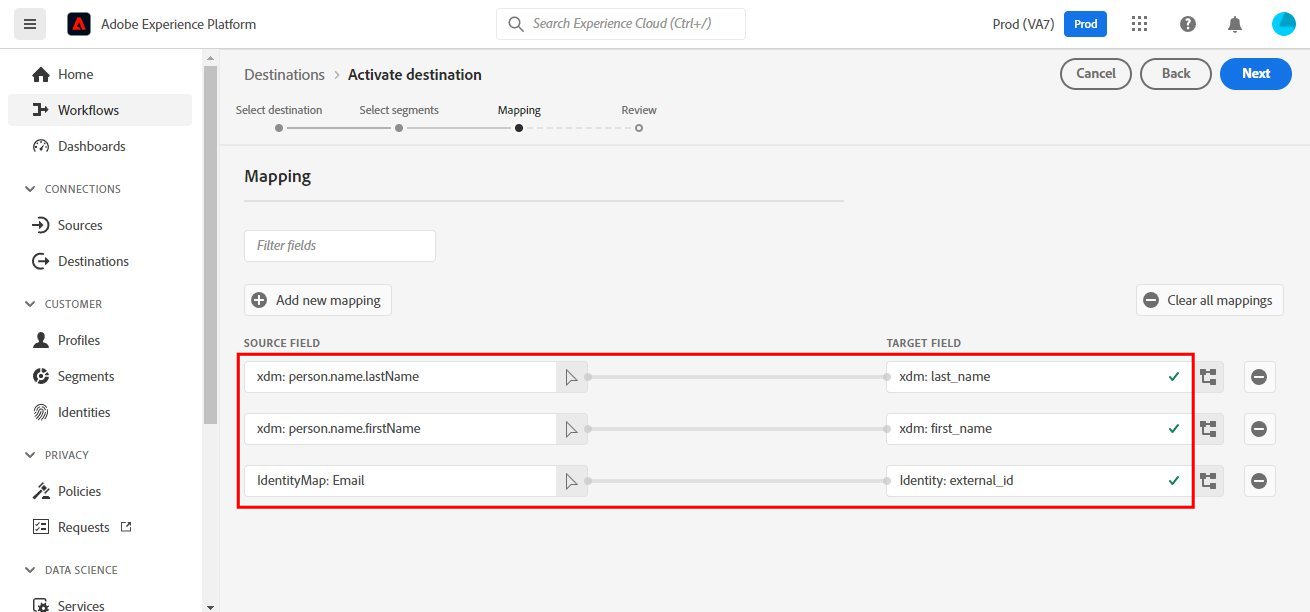 Adobe Experience Platform
Search Experience Cloud (Ctrl+/)
Prod (VA7)
Prod
Home
Workflows
Dashboards
CONNECTIONS
Sources
Destinations
CUSTOMER
Profiles
Segments
Identities
PRIVACY
Policies
Requests
DATA SCIENCE
Services
Destinations › Activate destination
Cancel
Back
Next
Select destination
Select segments
Mapping
Review
Mapping
Filter fields
Add new mapping
Clear all mappings
SOURCE FIELD
TARGET FIELD
xdm: person.name.lastName
xdm: last_name
xdm: person.name.firstName
xdm: first_name
IdentityMap: Email
Identity: external_id